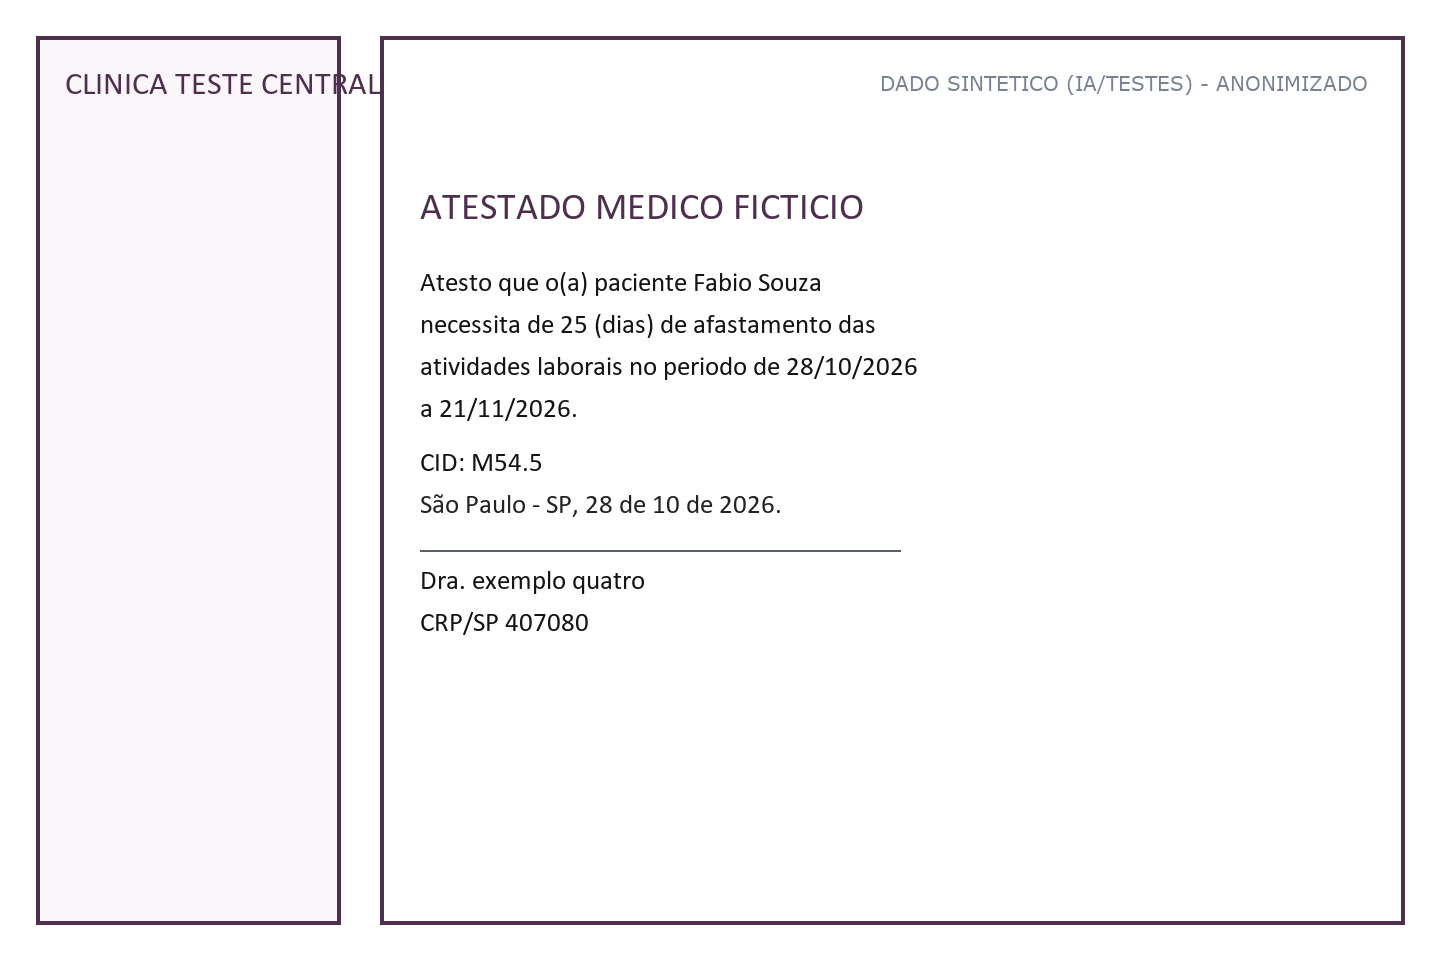 CLINICA TESTE CENTRAL
DADO SINTETICO (IA/TESTES) - ANONIMIZADO
ATESTADO MEDICO FICTICIO
Atesto que o(a) paciente Fabio Souza
necessita de 25 (dias) de afastamento das
atividades laborais no periodo de 28/10/2026
a 21/11/2026.
CID: M54.5
São Paulo - SP, 28 de 10 de 2026.
Dra. exemplo quatro
CRP/SP 407080